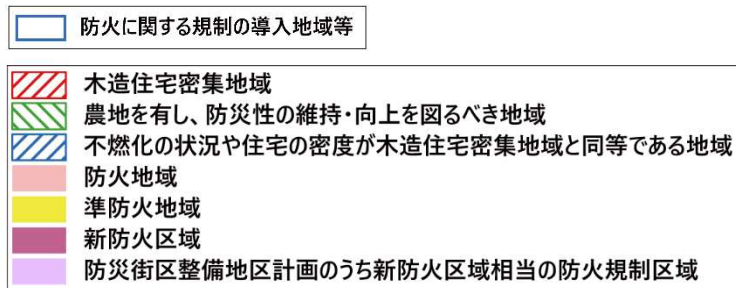 防火に関する規制の導入地域等
木造住宅密集地域
農地を有し、防災性の維持・向上を図るべき地域
不燃化の状況や住宅の密度が木造住宅密集地域と同等である地域
防火地域
準防火地域
新防火区域
防災街区整備地区計画のうち新防火区域相当の防火規制区域